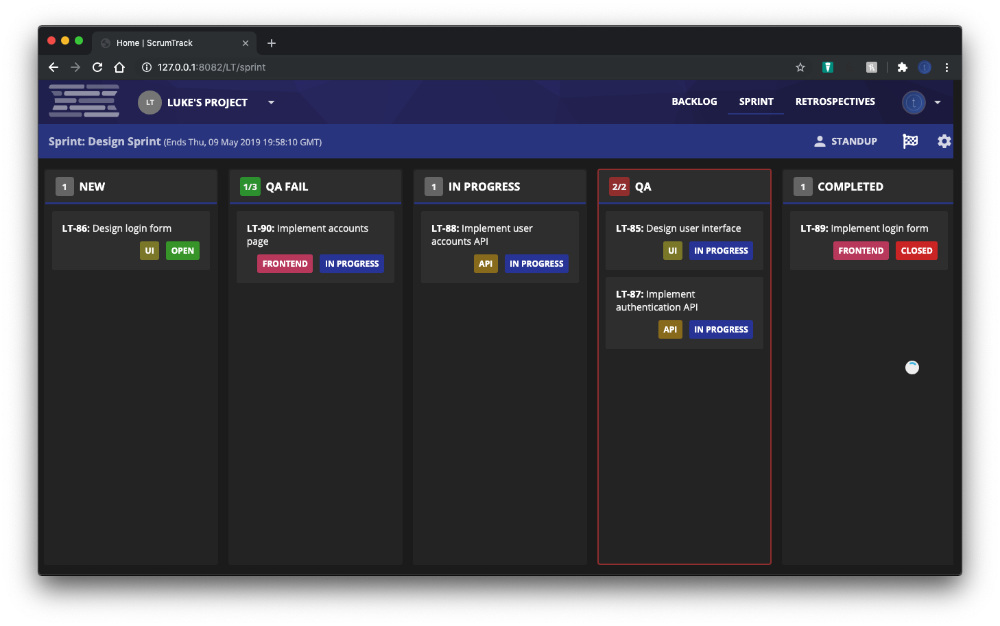 Home | ScrumTrack
127.0.0.1:8082/LT/sprint
t
LT
LUKE'S PROJECT
BACKLOG
SPRINT
RETROSPECTIVES
t
Sprint: Design Sprint (Ends Thu, 09 May 2019 19:58:10 GMT)
STANDUP
1 NEW
LT-86: Design login form
UI OPEN
1/3 QA FAIL
LT-90: Implement accounts
page
FRONTEND IN PROGRESS
1 IN PROGRESS
LT-88: Implement user
accounts API
API IN PROGRESS
2/2 QA
LT-85: Design user interface
UI IN PROGRESS
LT-87: Implement
authentication API
API IN PROGRESS
1 COMPLETED
LT-89: Implement login form
FRONTEND CLOSED